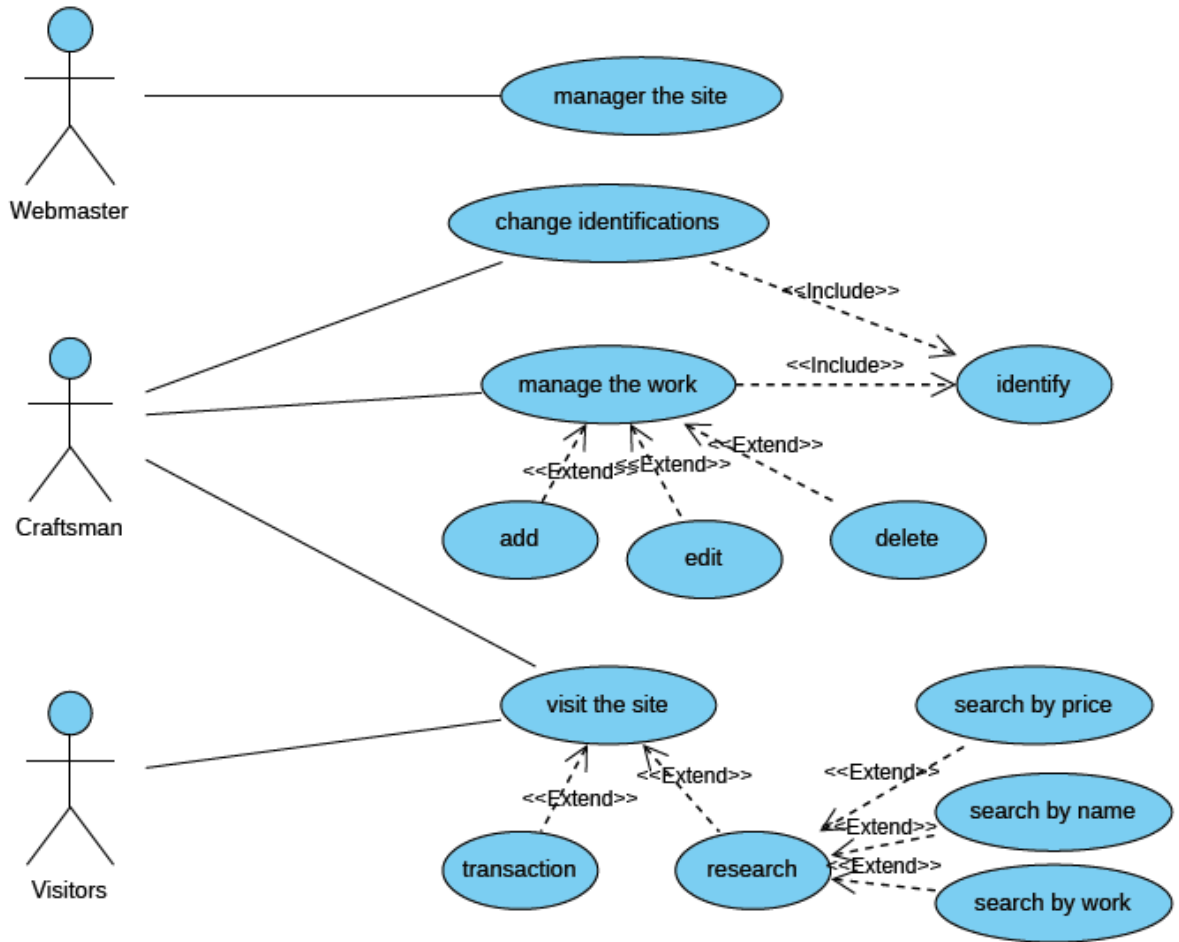 manager the site
Webmaster
change identifications
<<Include>>
<<Include>>
manage the work
identify
<<Extend>>
<<Extend>>
<<Extend>>
Craftsman
add
edit
delete
visit the site
search by price
<<Extend>>
<<Extend>>
<<Extend>>
search by name
<<Extend>>
<<Extend>>
transaction
research
Visitors
search by work